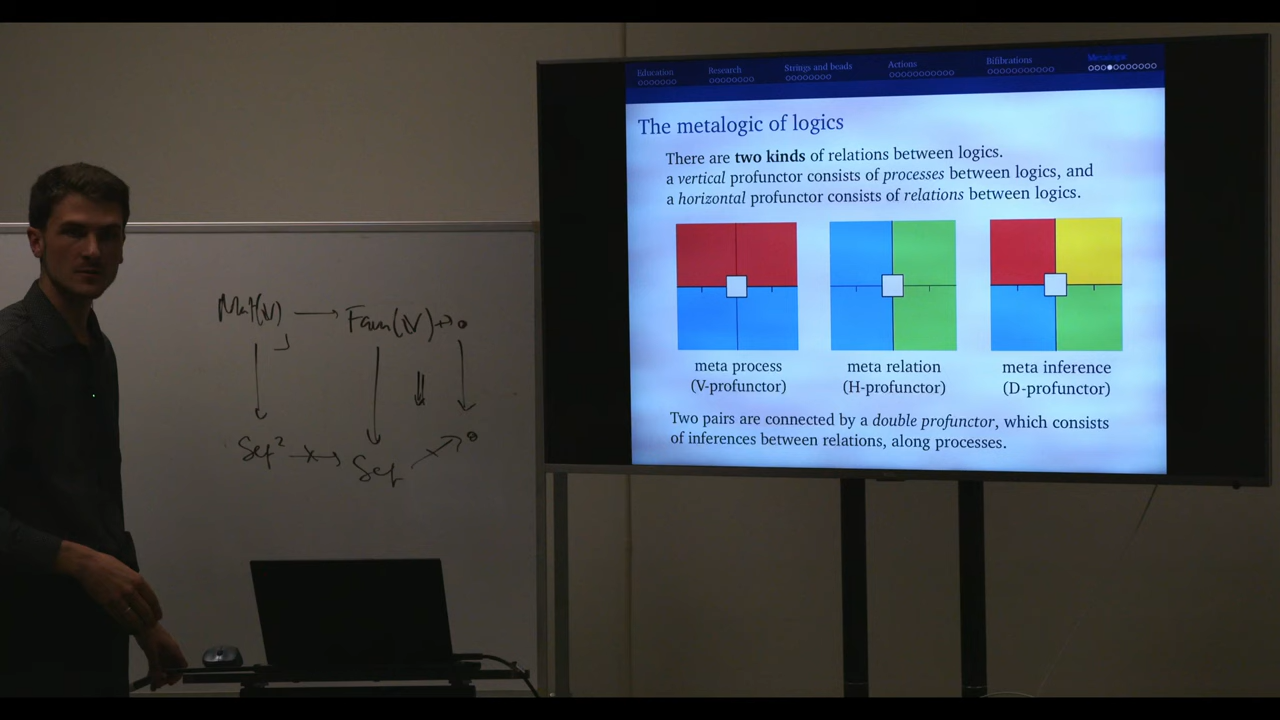 Education Research Strings and beads Actions Bifibrations Metalogic
The metalogic of logics
There are two kinds of relations between logics.
a vertical profunctor consists of processes between logics, and
a horizontal profunctor consists of relations between logics.
meta process meta relation meta inference
(V-profunctor) (H-profunctor) (D-profunctor)
Two pairs are connected by a double profunctor, which consists
of inferences between relations, along processes.
Mat(V) → Fam(V)
Set² Set